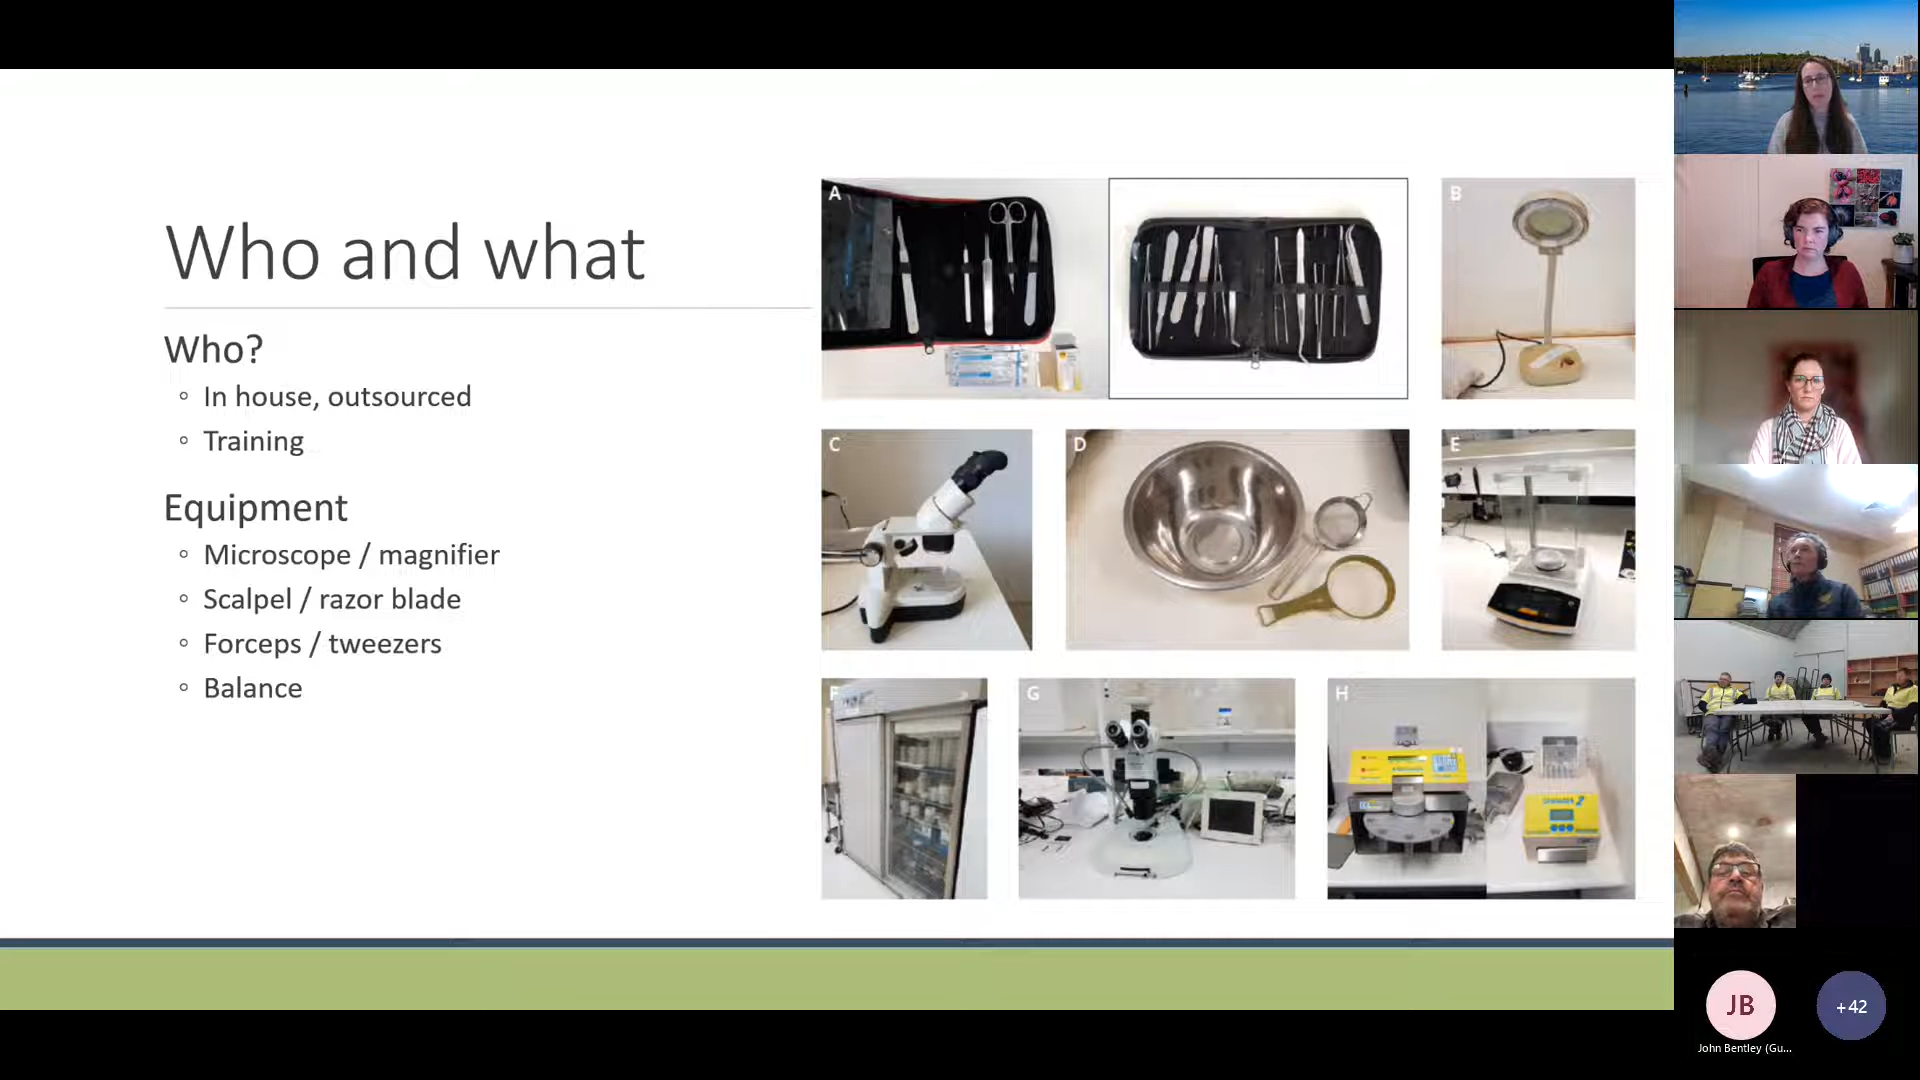 Who and what
Who?
In house, outsourced
Training
Equipment
Microscope / magnifier
Scalpel / razor blade
Forceps / tweezers
Balance
A
B
C
D
E
F
G
H
JB
+42
John Bentley (Gu...